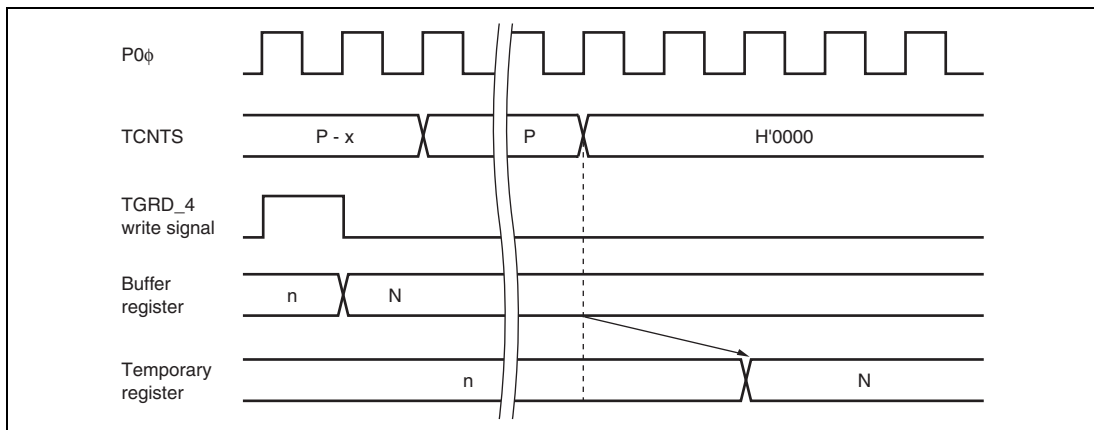 P0ϕ
TCNTS
P - x
P
H'0000
TGRD_4
write signal
Buffer
register
n
N
Temporary
register
n
N